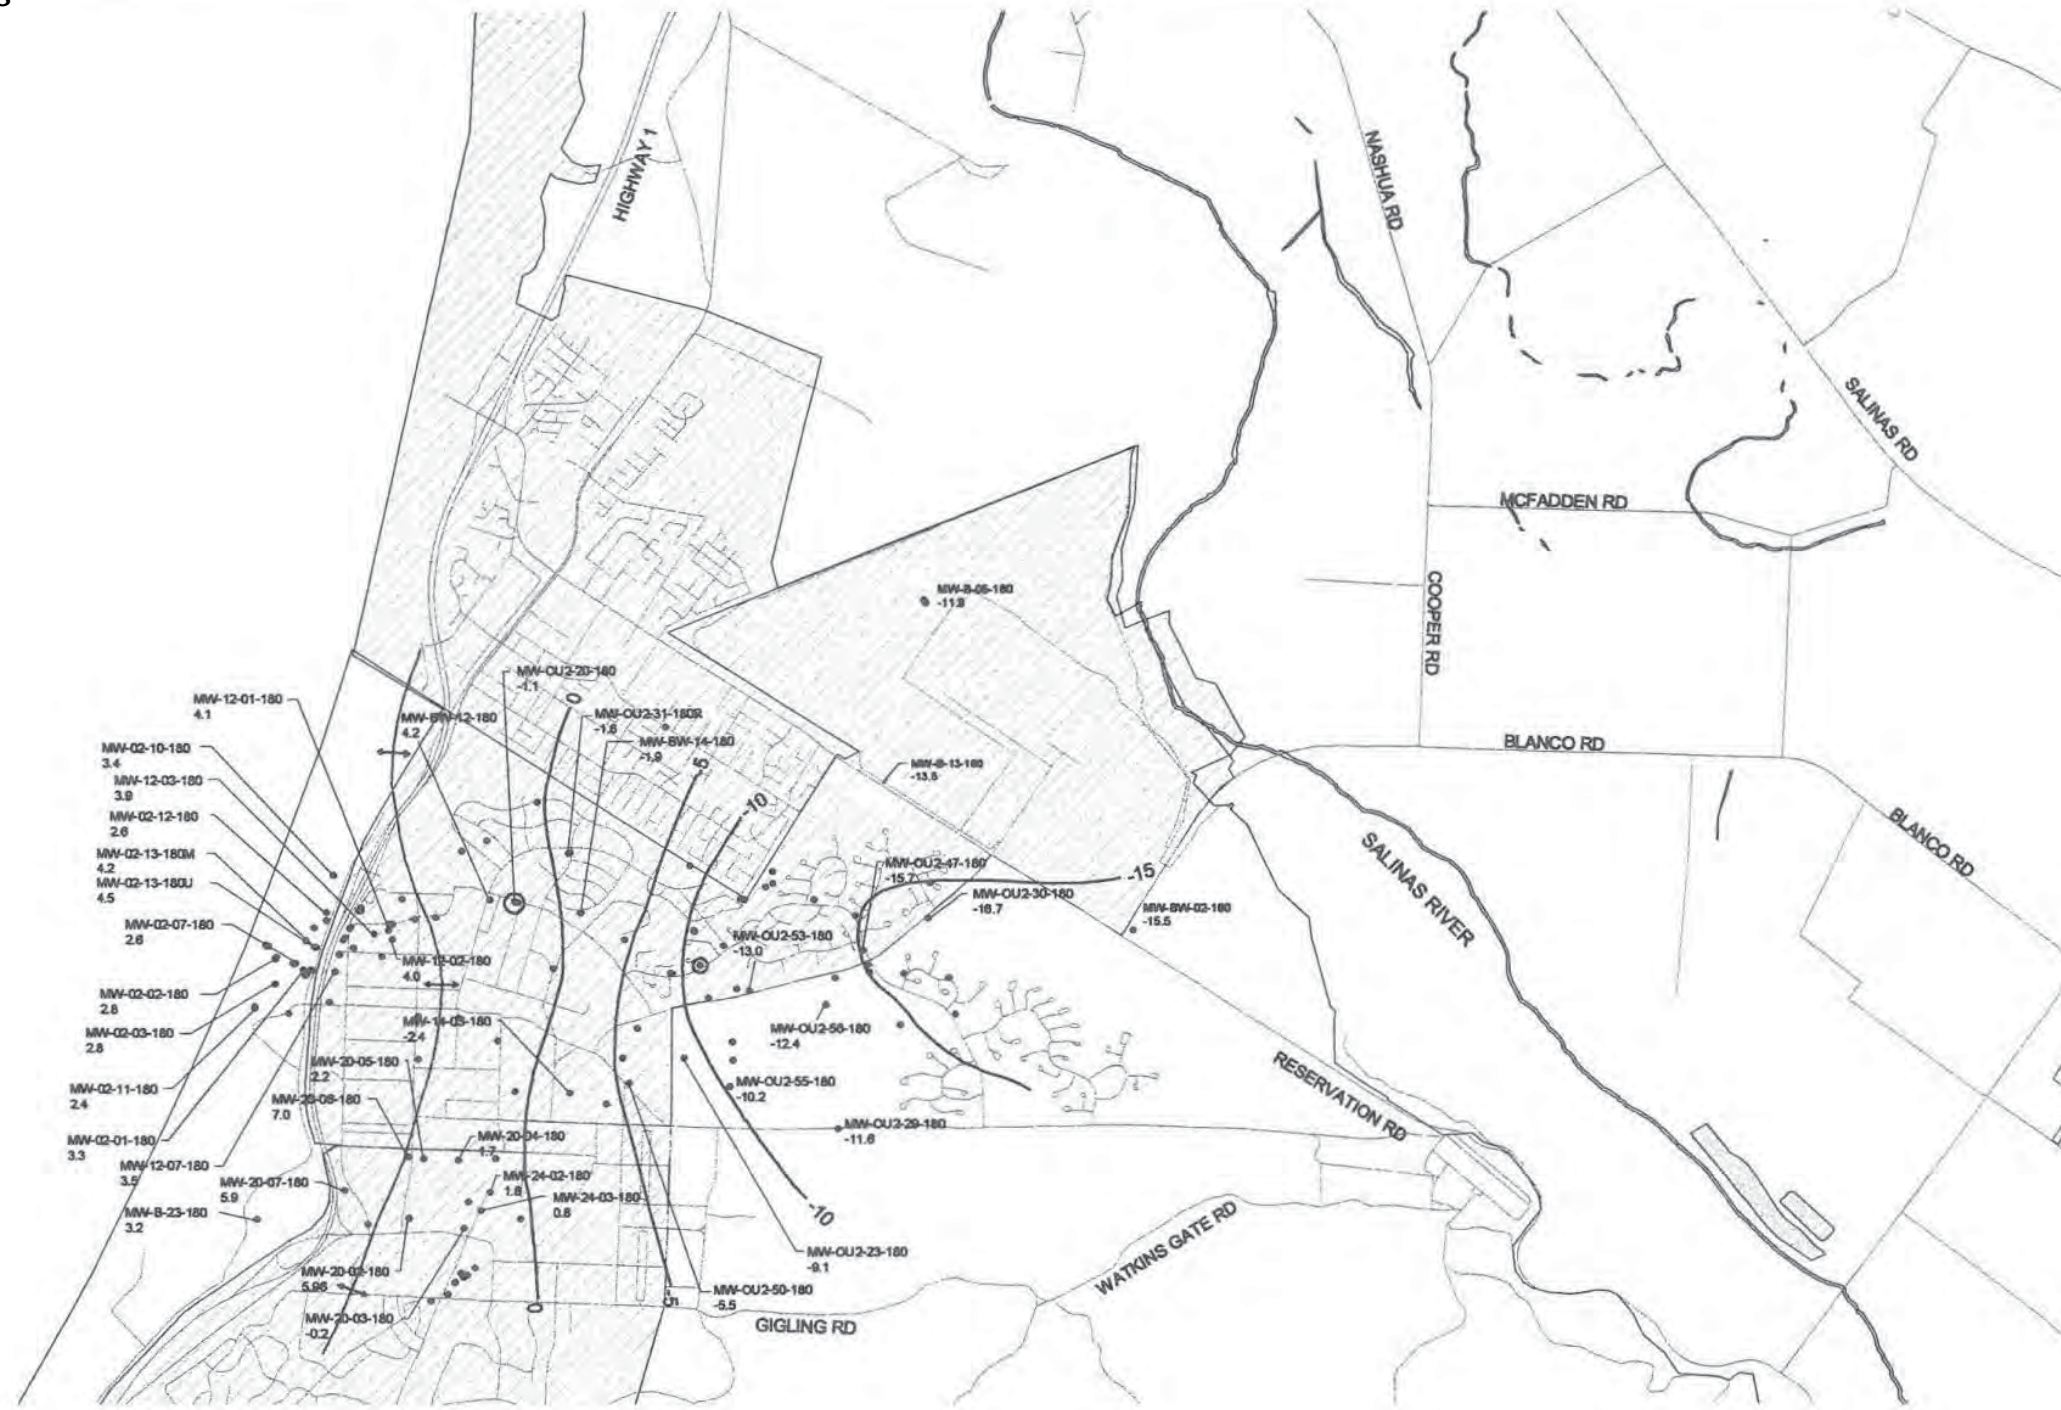 HIGHWAY 1
NASHUA RD
SALINAS RD
MCFADDEN RD
COOPER RD
MW-B-05-180
MW-OU2-20-180
-1.1
MW-12-01-180
4.1
0
MW-BW-12-180
4.2
MW-OU2-31-180R
MW-BW-14-180
-1.9
MW-02-10-180
3.4
BLANCO RD
-5
MW-B-13-180
MW-12-03-180
3.9
-10
MW-02-12-180
2.6
BLANCO RD
SALINAS RIVER
MW-02-13-180M
4.2
MW-OU2-47-180
-15.7
-15
MW-02-13-180U
4.5
MW-OU2-30-180
-16.7
MW-BW-02-180
-15.5
MW-02-07-180
2.6
MW-OU2-53-180
-13.0
MW-12-02-180
4.0
MW-02-02-180
2.8
MW-14-03-180
-2.4
MW-OU2-56-180
-12.4
MW-02-03-180
2.8
MW-20-05-180
2.2
RESERVATION RD
MW-02-11-180
2.4
MW-OU2-55-180
-10.2
7.0
MW-OU2-29-180
-11.6
MW-02-01-180
3.3
MW-20-04-180
1.7
MW-12-07-180
3.5
MW-20-07-180
5.9
MW-24-02-180
MW-24-03-180
MW-B-23-180
3.2
-10
WATKINS GATE RD
MW-OU2-23-180
-9.1
MW-20-02-180
5.96
MW-OU2-50-180
-5.5
-5
0
MW-20-03-180
-0.2
GIGLING RD